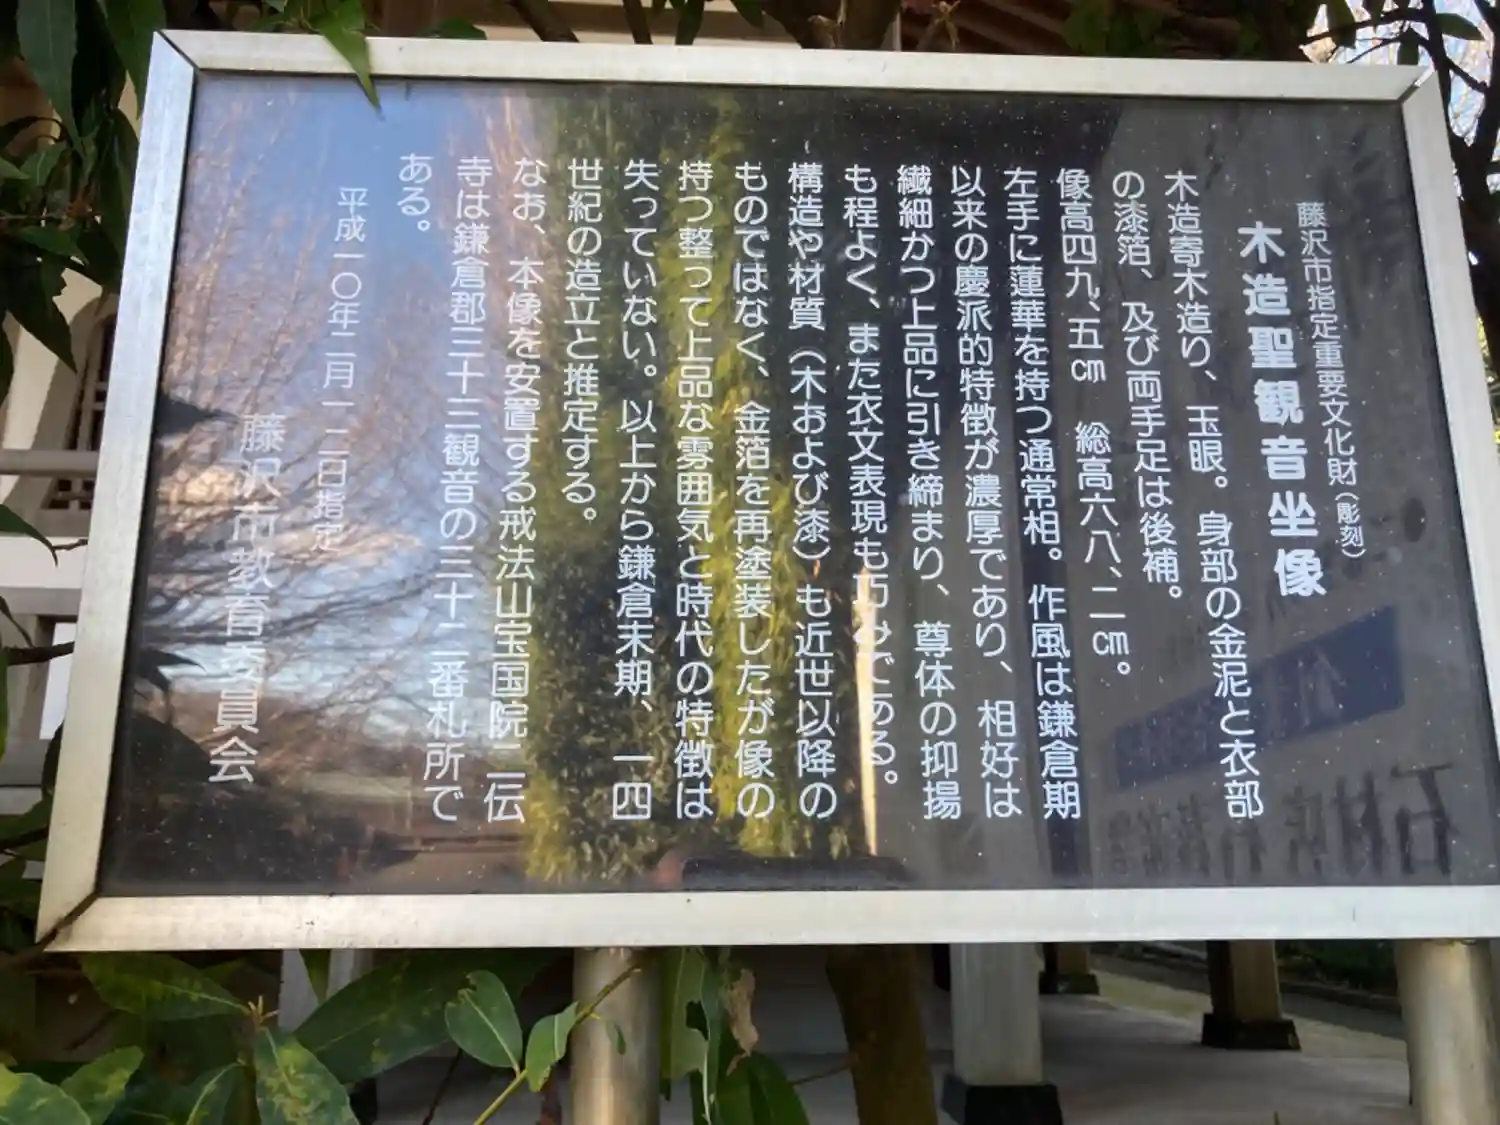 藤沢市指定重要文化財（彫刻）
木造聖観音坐像
木造寄木造り、玉眼。身部の金泥と衣部
の漆箔、及び両手足は後補。
像高四九、五㎝　総高六八、二㎝。
左手に蓮華を持つ通常相。作風は鎌倉期
以来の慶派的特徴が濃厚であり、相好は
繊細かつ上品に引き締まり、尊体の抑揚
も程よく、また衣文表現も巧みである。
構造や材質（木および漆）も近世以降の
ものではなく、金箔を再塗装したが像の
持つ整って上品な雰囲気と時代の特徴は
失っていない。以上から鎌倉末期、一四
世紀の造立と推定する。
なお、本像を安置する戒法山宝国院二伝
寺は鎌倉郡三十三観音の三十二番札所で
ある。
平成一〇年二月一二日指定
藤沢市教育委員会